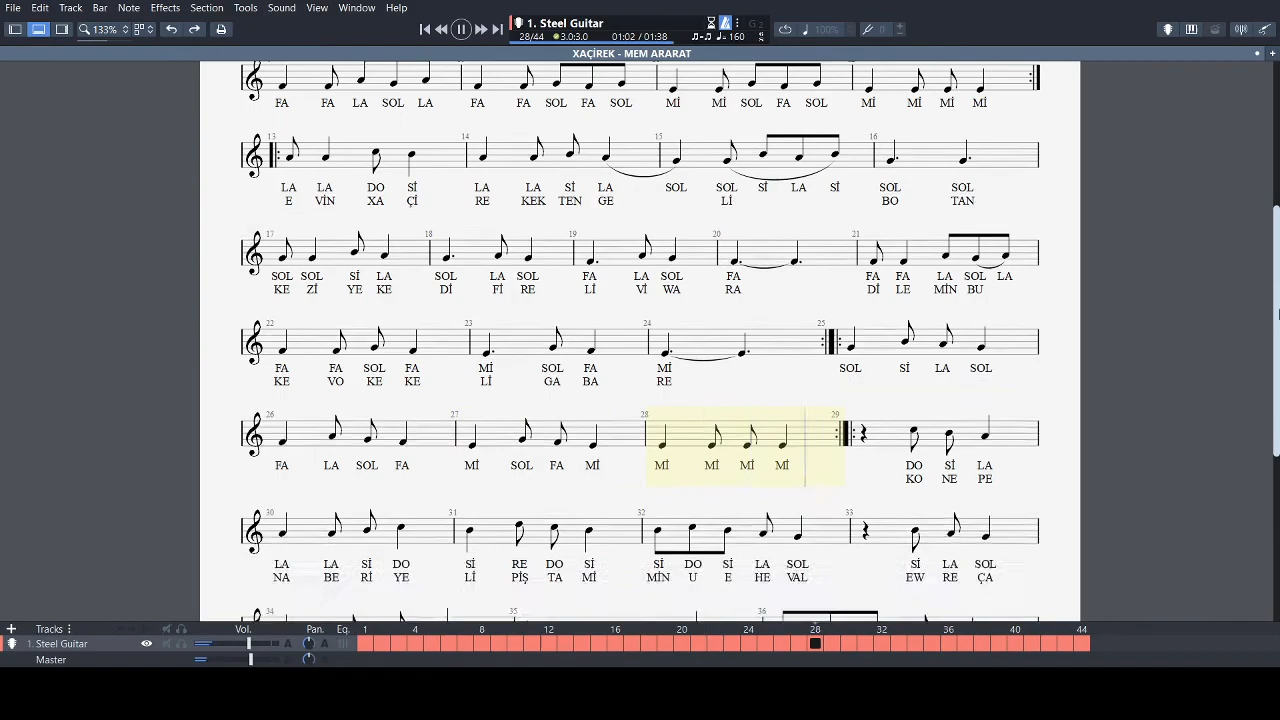 File Edit Track Bar Note Effects Section Tools Sound View Window Help
133%
1. Steel Guitar
28/44 3.0:3.0 01:02 / 01:38 = 160
100% 0
XAÇİREK - MEM ARARAT
FA FA LA SOL LA FA FA SOL FA SOL Mİ Mİ SOL FA SOL Mİ Mİ Mİ Mİ
13 14 15 16
LA LA DO Sİ LA LA Sİ LA SOL SOL Sİ LA Sİ SOL SOL
E VİN XA Çİ RE KEK TEN GE Lİ BO TAN
17 18 19 20 21
SOL SOL Sİ LA SOL LA SOL FA LA SOL FA FA FA LA SOL LA
KE Zİ YE KE Dİ Fİ RE Lİ Vİ WA RA Dİ LE MİN BU
22 23 24 25
FA FA SOL FA Mİ SOL FA Mİ SOL Sİ LA SOL
KE VO KE KE Lİ GA BA RE
26 27 28 29
FA LA SOL FA Mİ SOL FA Mİ Mİ Mİ Mİ Mİ DO Sİ LA
KO NE PE
30 31 32 33
LA LA Sİ DO Sİ RE DO Sİ Sİ DO Sİ LA SOL Sİ LA SOL
NA BE Rİ YE Lİ PİŞ TA Mİ MİN U E HE VAL EW RE ÇA
34 35 36
Tracks Vol. Pan. Eq. 1 4 8 12 16 20 24 28 32 36 40 44
1. Steel Guitar
Master